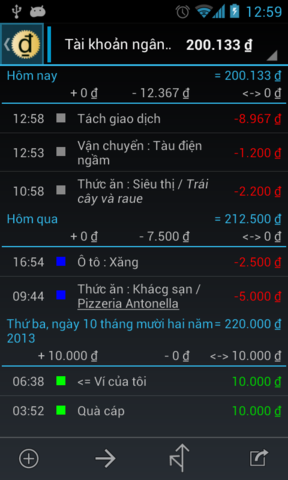 12:59
₫
Tài khoản ngân.. 200.133 ₫
Hôm nay = 200.133 ₫
+ 0 ₫ - 12.367 ₫ <-> 0 ₫
12:58 Tách giao dịch -8.967 ₫
12:53 Vận chuyển : Tàu điện ngầm -1.200 ₫
10:58 Thức ăn : Siêu thị / Trái cây và raue -2.200 ₫
Hôm qua = 212.500 ₫
+ 0 ₫ - 7.500 ₫ <-> 0 ₫
16:54 Ô tô : Xăng -2.500 ₫
09:44 Thức ăn : Khácg sạn / Pizzeria Antonella -5.000 ₫
Thứ ba, ngày 10 tháng mười hai năm 2013 = 220.000 ₫
+ 10.000 ₫ - 0 ₫ <-> 10.000 ₫
06:38 <= Ví của tôi 10.000 ₫
03:52 Quà cáp 10.000 ₫